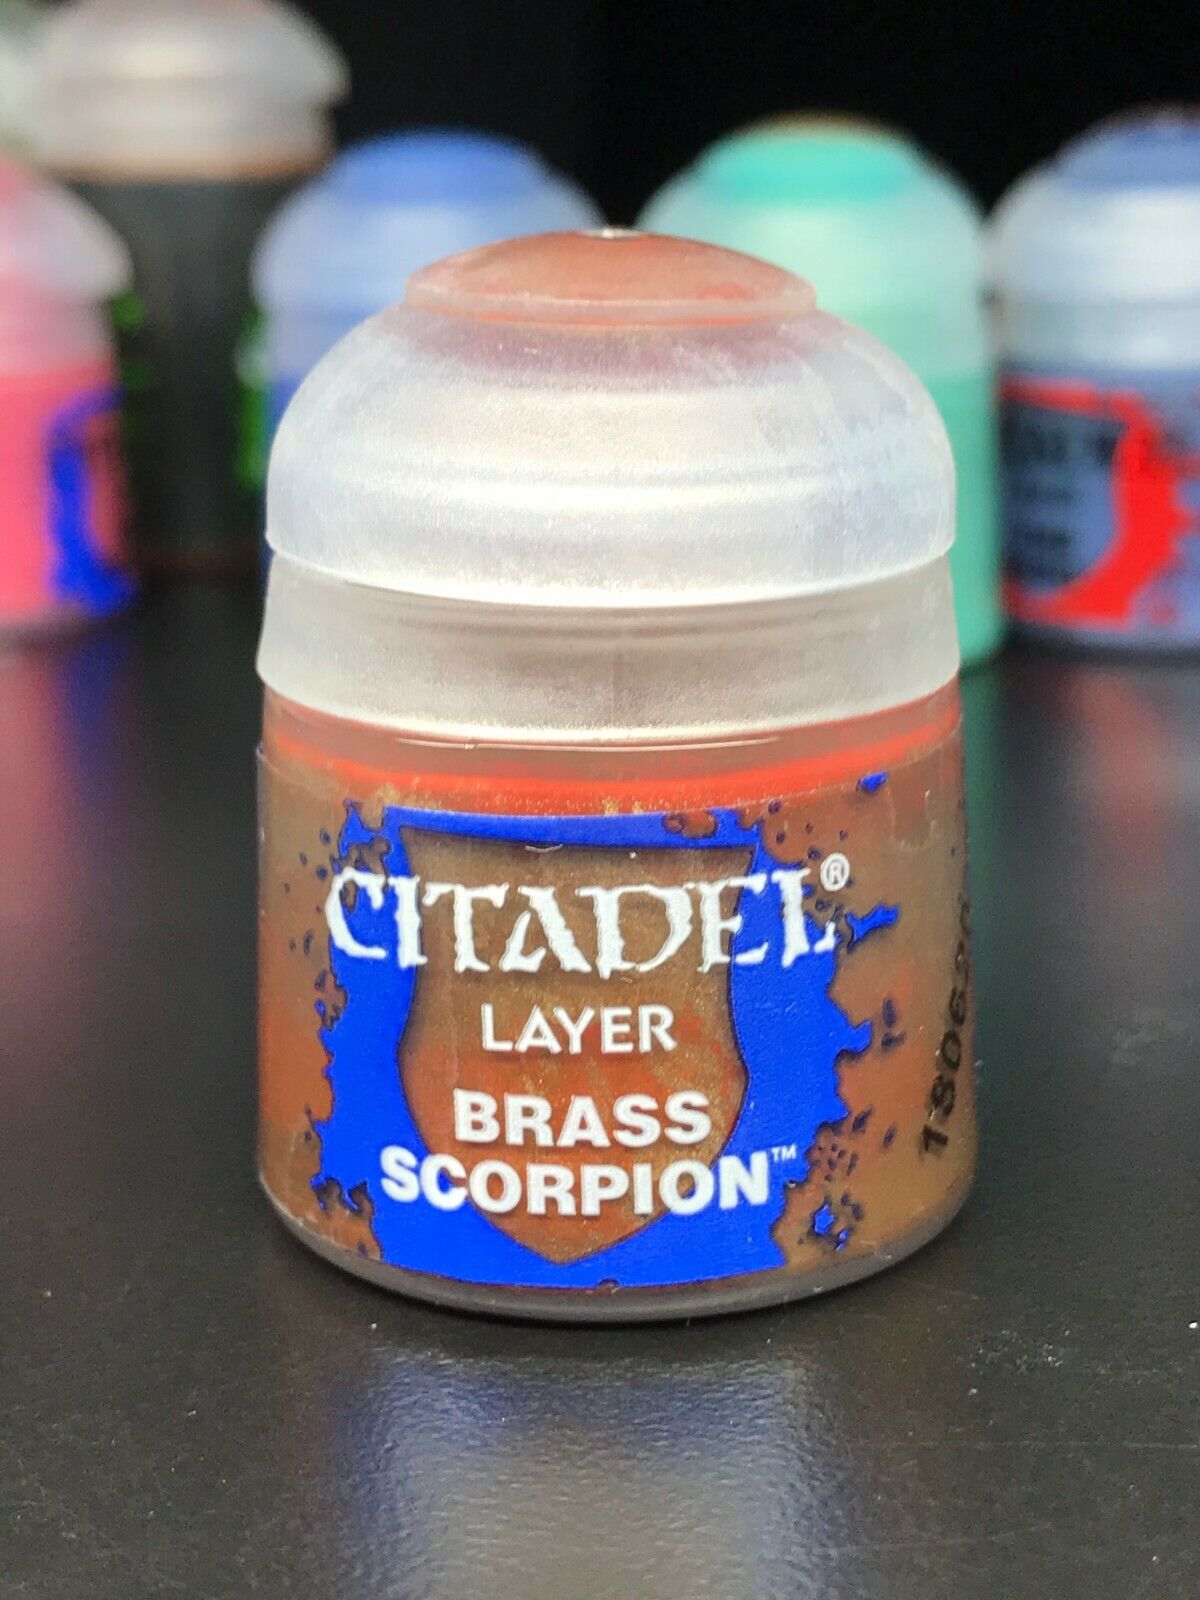 CITADEL®
LAYER
BRASS
SCORPION™